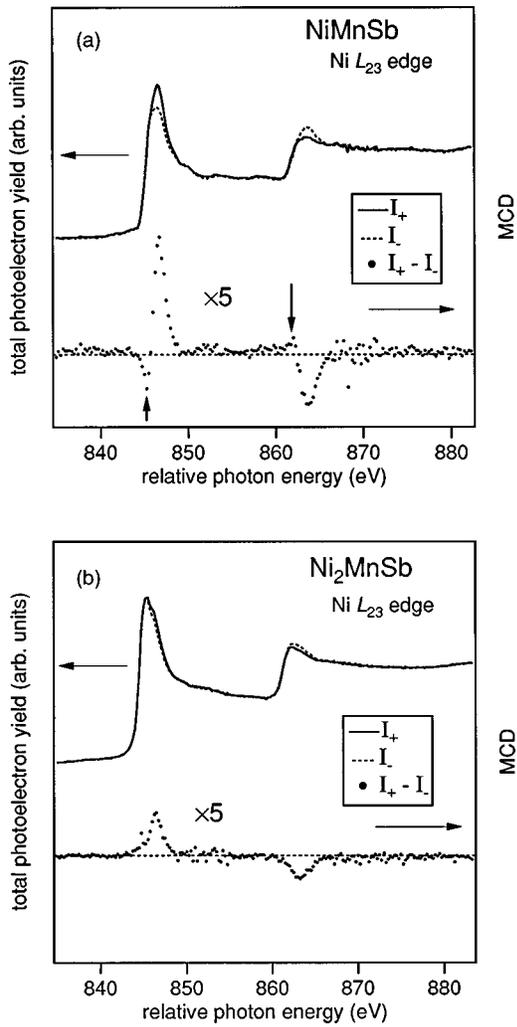 (a)
NiMnSb
Ni L23 edge
total photoelectron yield (arb. units)
I+
I-
I+ - I-
×5
MCD
840 850 860 870 880
relative photon energy (eV)
(b)
Ni2MnSb
Ni L23 edge
total photoelectron yield (arb. units)
I+
I-
I+ - I-
×5
MCD
840 850 860 870 880
relative photon energy (eV)